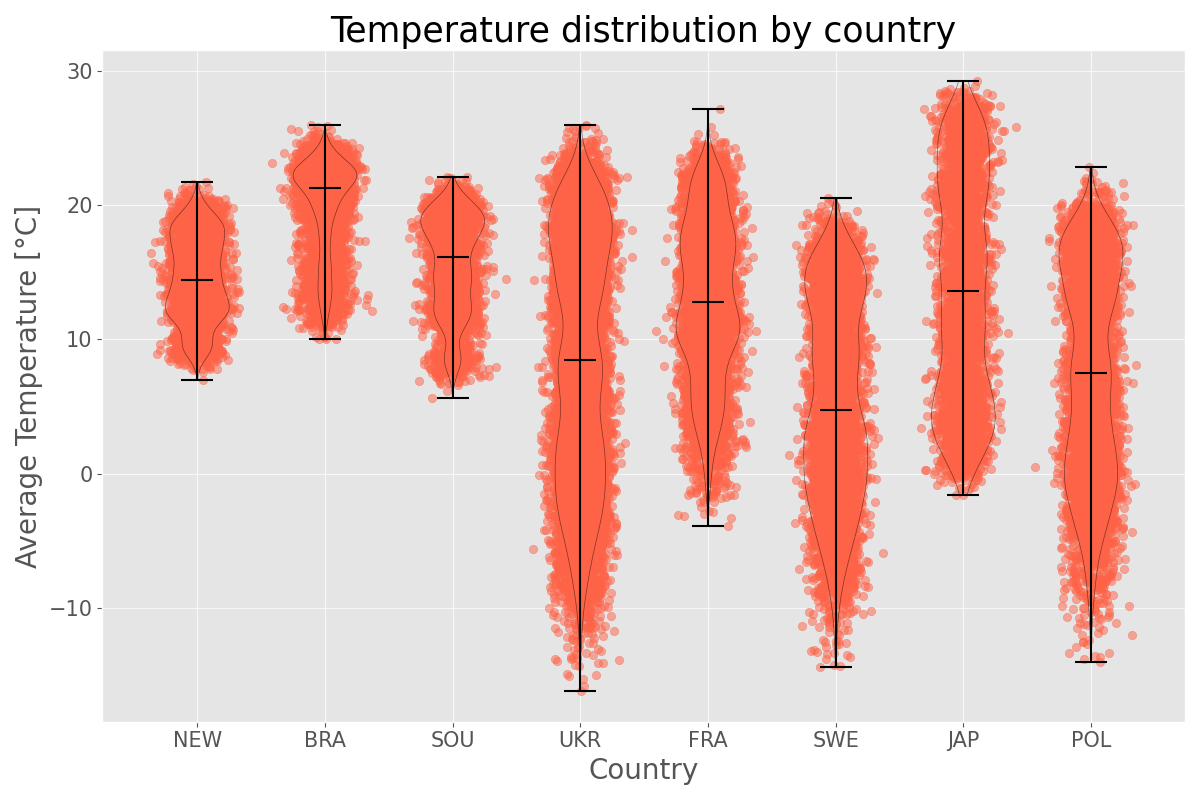 Temperature distribution by country
Average Temperature [°C]
30
20
10
0
−10
NEW BRA SOU UKR FRA SWE JAP POL
Country